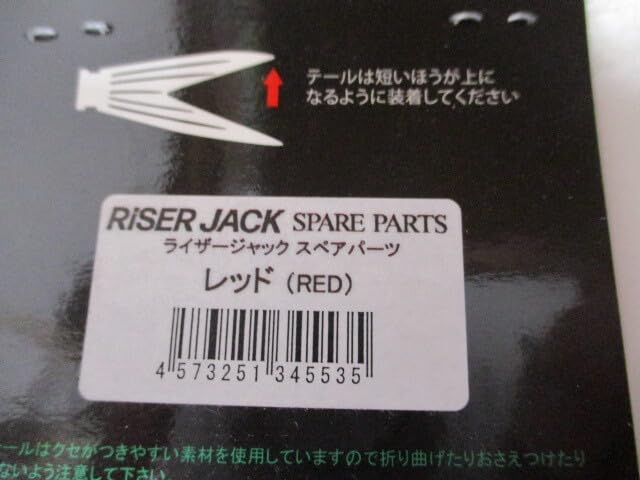 テールは短いほうが上に
なるように装着してください
RiSER JACK SPARE PARTS
ライザージャック スペアパーツ
レッド (RED)
4 573251 345535
ールはクセがつきやすい素材を使用していますので折り曲げたりおさえつけたり
ないよう注意して下さい